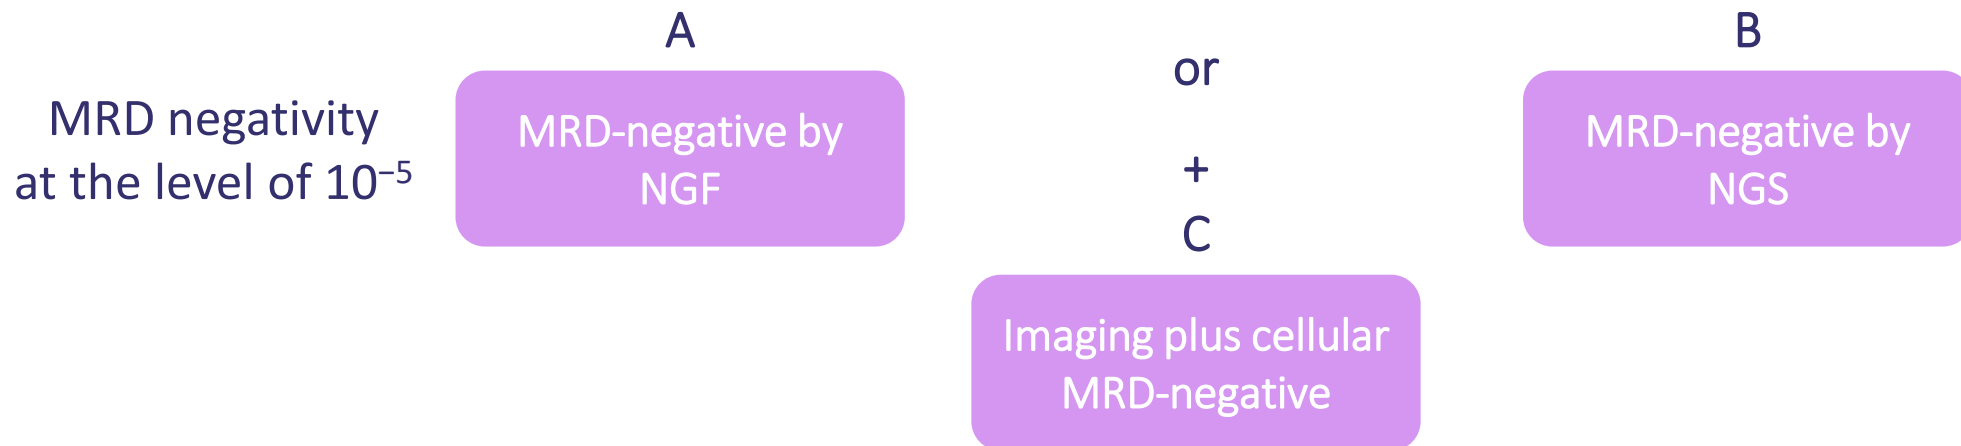 MRD negativity
at the level of 10⁻⁵
A
MRD-negative by
NGF
or
+
C
Imaging plus cellular
MRD-negative
B
MRD-negative by
NGS